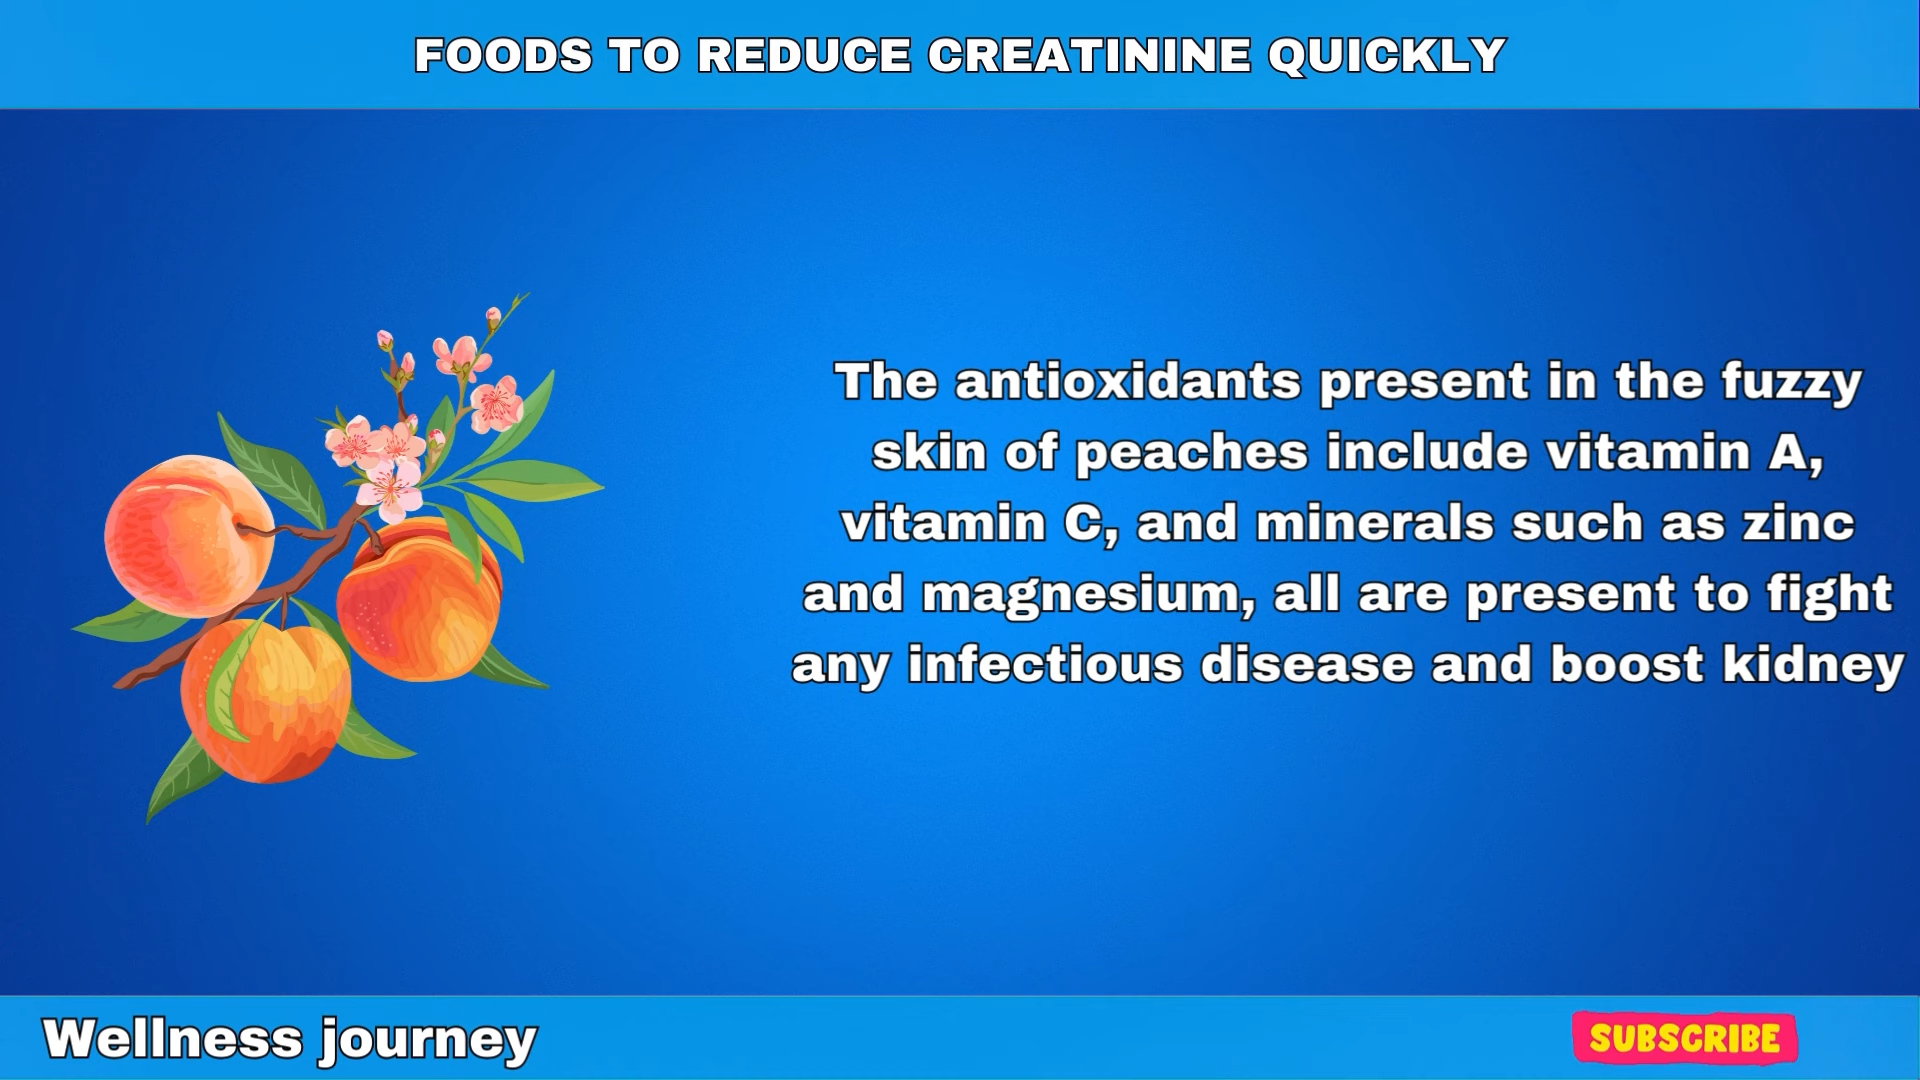 FOODS TO REDUCE CREATININE QUICKLY
The antioxidants present in the fuzzy
skin of peaches include vitamin A,
vitamin C, and minerals such as zinc
and magnesium, all are present to fight
any infectious disease and boost kidney
Wellness journey
SUBSCRIBE